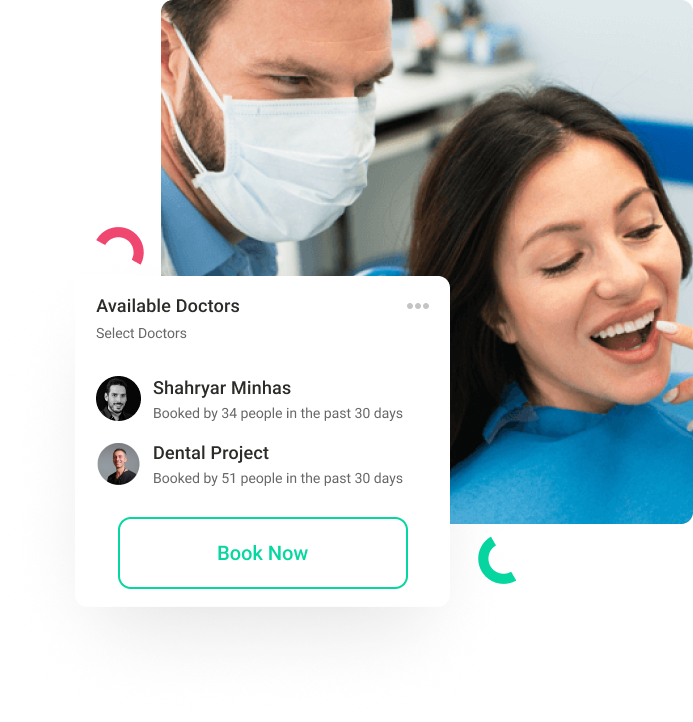 Available Doctors
Select Doctors
Shahryar Minhas
Booked by 34 people in the past 30 days
Dental Project
Booked by 51 people in the past 30 days
Book Now